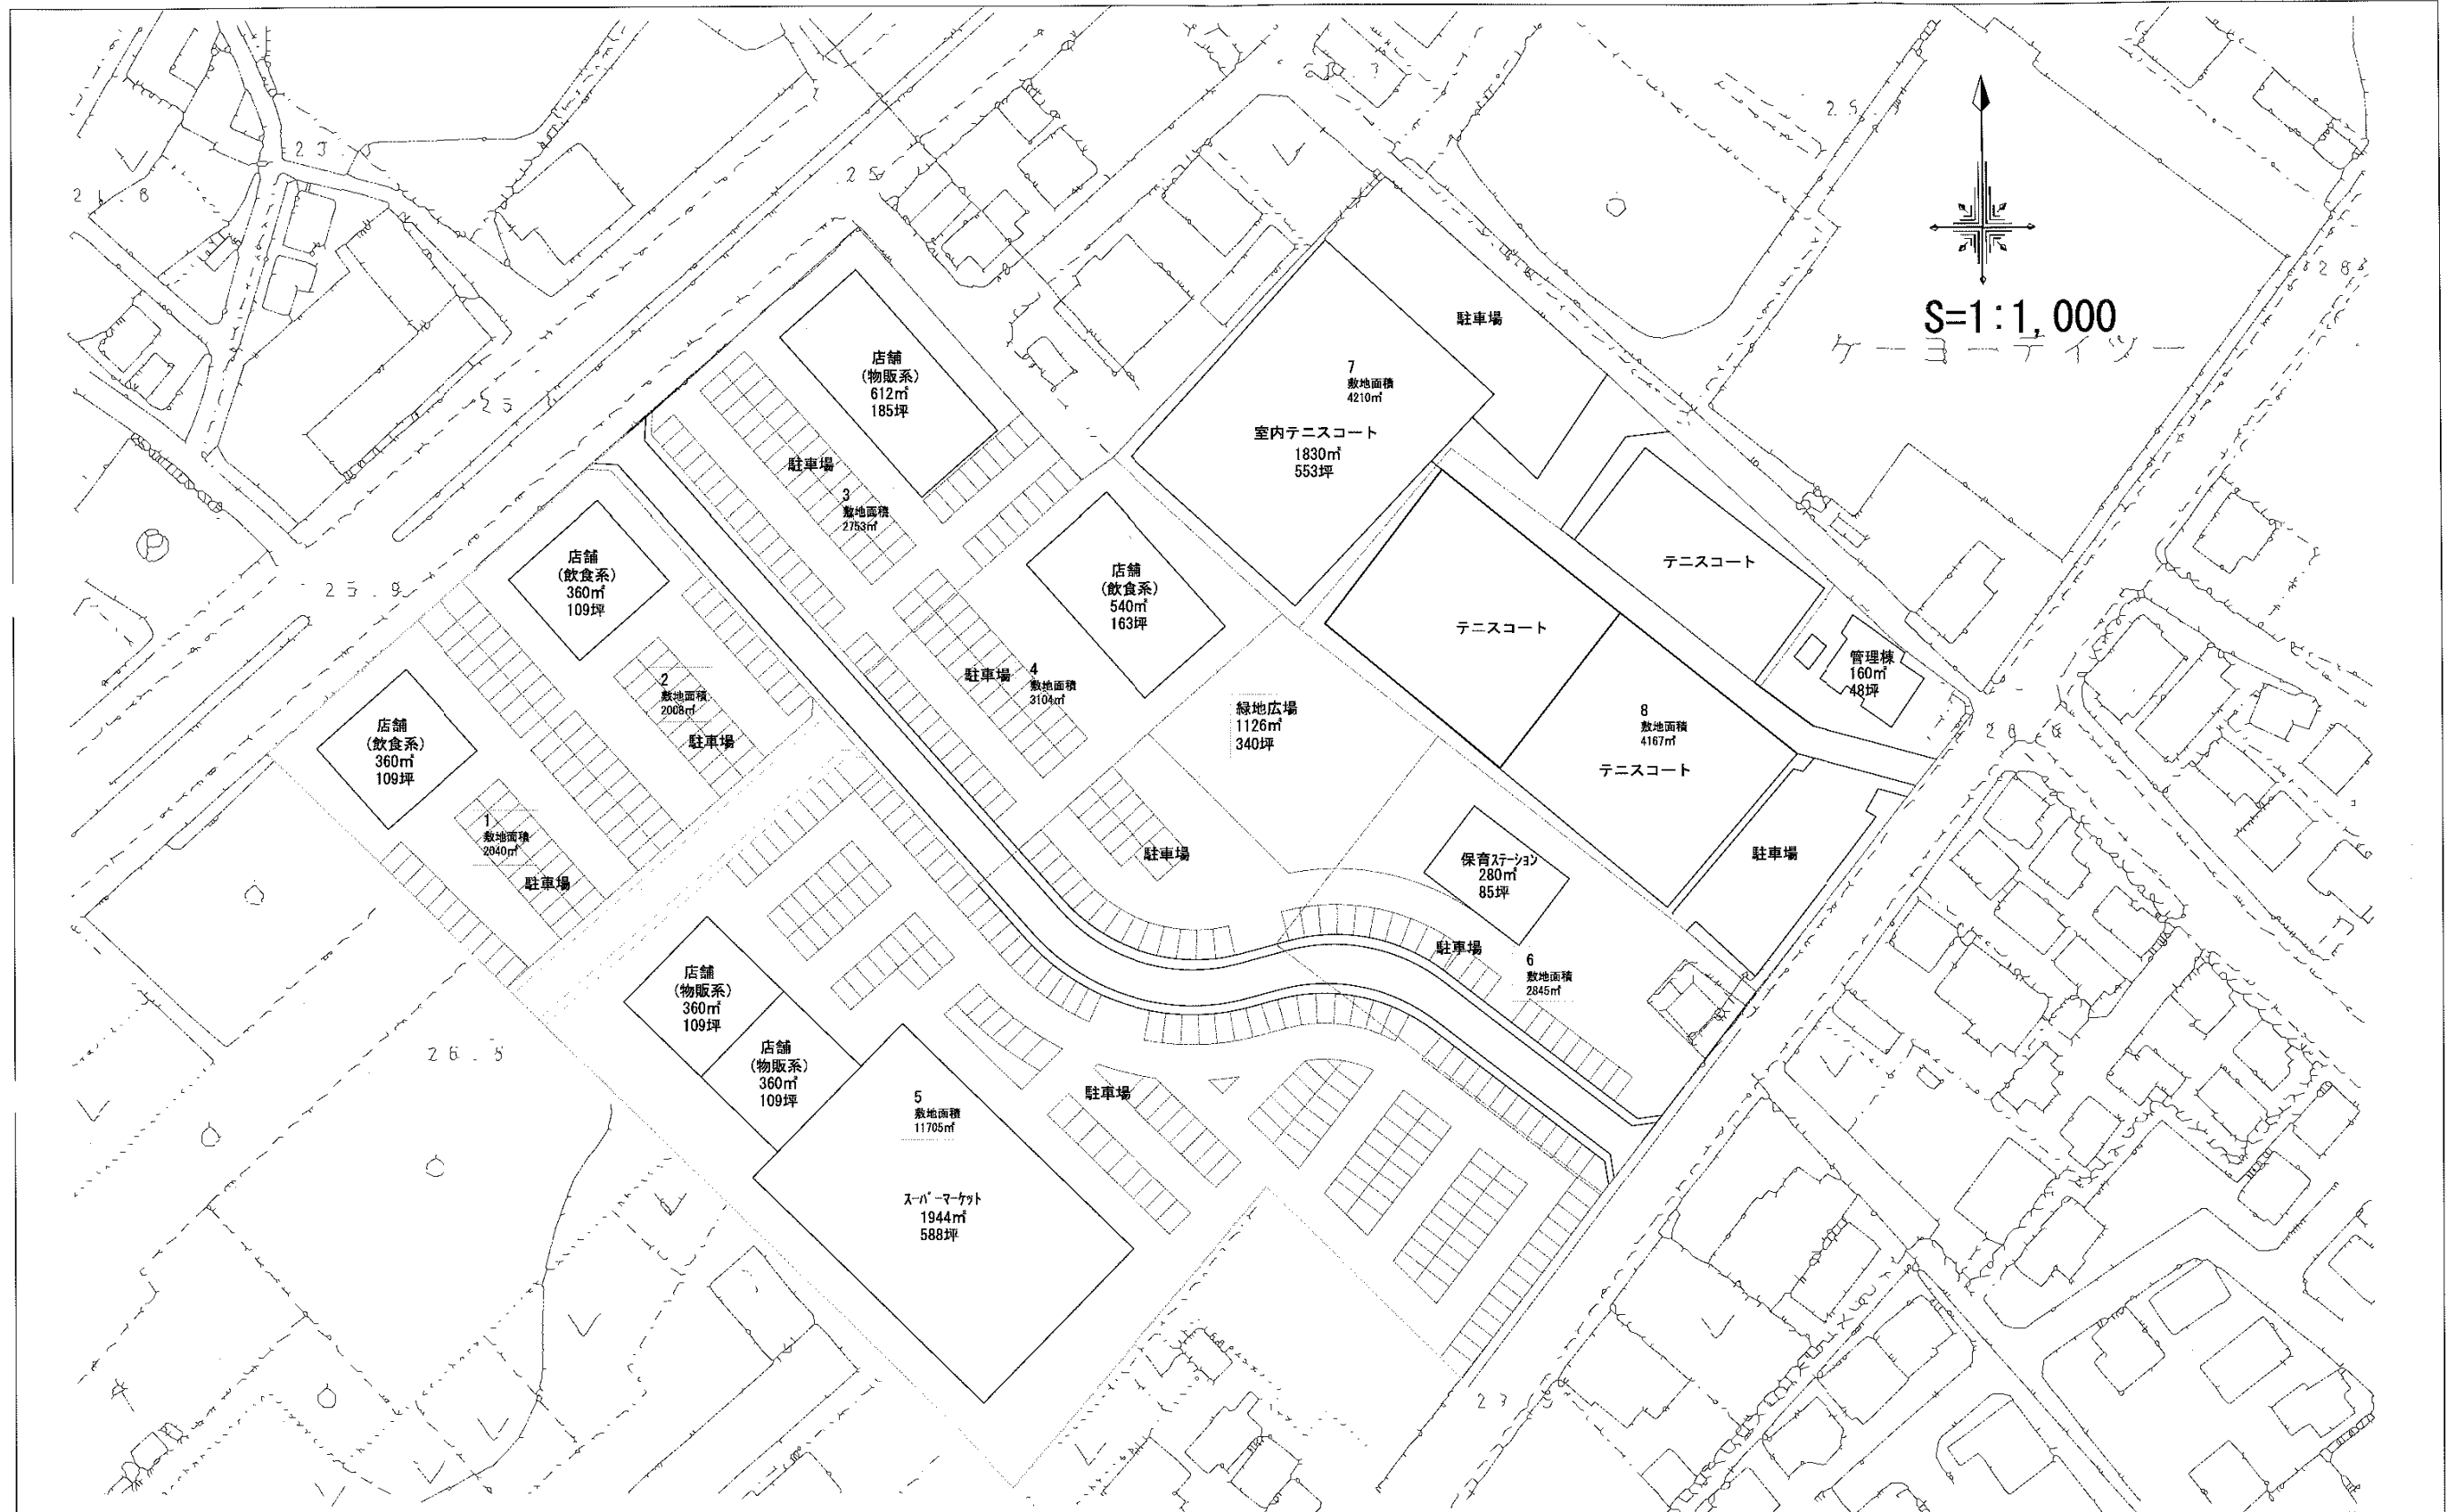 S=1:1,000
ケーヨーデイツー
店舗
(物販系)
612㎡
185坪
駐車場
3
敷地面積
2753㎡
7
敷地面積
4210㎡
駐車場
室内テニスコート
1830㎡
553坪
店舗
(飲食系)
360㎡
109坪
2
敷地面積
2008㎡
駐車場
店舗
(飲食系)
540㎡
163坪
駐車場
4
敷地面積
3104㎡
駐車場
緑地広場
1126㎡
340坪
テニスコート
テニスコート
管理棟
160㎡
48坪
8
敷地面積
4167㎡
テニスコート
駐車場
店舗
(飲食系)
360㎡
109坪
1
敷地面積
2040㎡
駐車場
保育ステーション
280㎡
85坪
駐車場
6
敷地面積
2845㎡
店舗
(物販系)
360㎡
109坪
店舗
(物販系)
360㎡
109坪
5
敷地面積
11705㎡
駐車場
スーパーマーケット
1944㎡
588坪
25.9